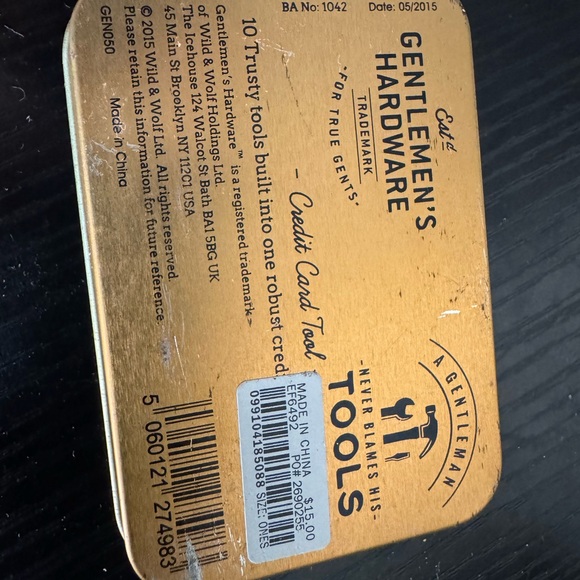 BA No: 1042
Date: 05/2015
Estd
GENTLEMEN'S
HARDWARE
TRADEMARK
"FOR TRUE GENTS"
A GENTLEMAN
-NEVER BLAMES HIS-
TOOLS
- Credit Card Tool
10 Trusty tools built into one robust
Gentlemen's Hardware™ is a registered trademark
of Wild & Wolf Holdings Ltd.
The Icehouse 124 Walcot St Bath BA1 5BG UK
45 Main St Brooklyn NY 11201 USA
© 2015 Wild & Wolf Ltd. All rights reserved.
Please retain this information for future reference
GEN050
Made in China
5 060121 274983
MADE IN CHINA $15.00
EF6492 PO# 2690255
099104185088 SIZE: ONES